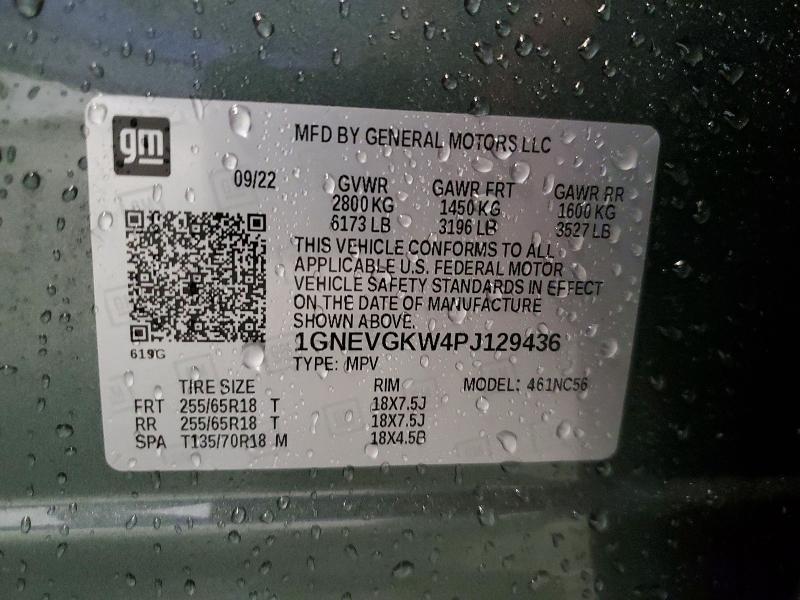 gm
MFD BY GENERAL MOTORS LLC
09/22 GVWR GAWR FRT GAWR RR
2800 KG 1450 KG 1600 KG
6173 LB 3196 LB 3527 LB
THIS VEHICLE CONFORMS TO ALL
APPLICABLE U.S. FEDERAL MOTOR
VEHICLE SAFETY STANDARDS IN EFFECT
ON THE DATE OF MANUFACTURE
SHOWN ABOVE.
1GNEVGKW4PJ129436
619G
TYPE: MPV
TIRE SIZE RIM MODEL: 461NC56
FRT 255/65R18 T 18X7.5J
RR 255/65R18 T 18X7.5J
SPA T135/70R18 M 18X4.5B